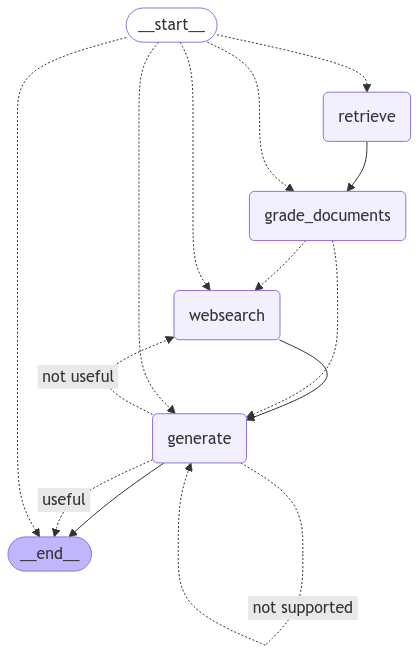 __start__
retrieve
grade_documents
websearch
not useful
generate
useful
__end__
not supported